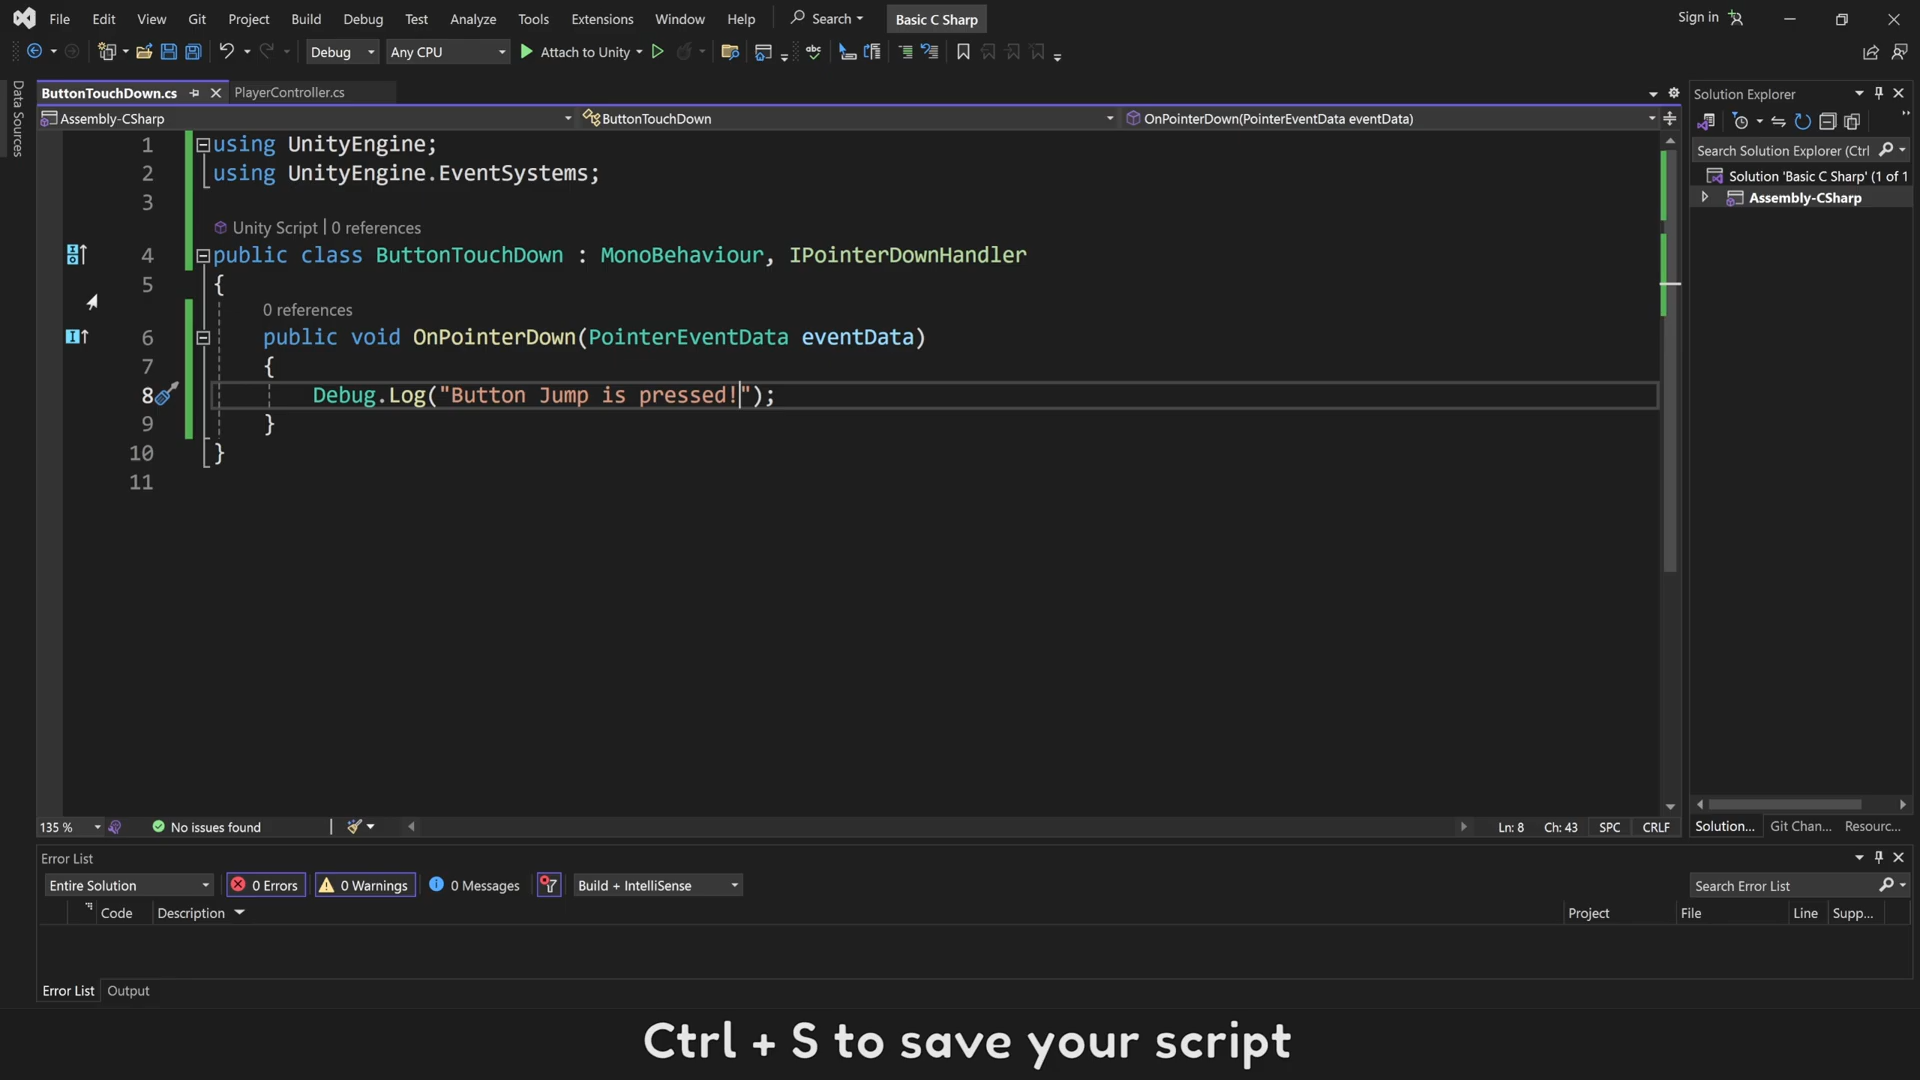 File Edit View Git Project Build Debug Test Analyze Tools Extensions Window Help Search Basic C Sharp Sign in
Debug Any CPU Attach to Unity
Data Sources
ButtonTouchDown.cs PlayerController.cs
Assembly-CSharp ButtonTouchDown OnPointerDown(PointerEventData eventData)
1 using UnityEngine;
2 using UnityEngine.EventSystems;
3
Unity Script | 0 references
4 public class ButtonTouchDown : MonoBehaviour, IPointerDownHandler
5 {
0 references
6 public void OnPointerDown(PointerEventData eventData)
7 {
8 Debug.Log("Button Jump is pressed!");
9 }
10 }
11
135 % No issues found Ln: 8 Ch: 43 SPC CRLF
Solution Explorer
Search Solution Explorer (Ctrl
Solution 'Basic C Sharp' (1 of 1
Assembly-CSharp
Solution... Git Chan... Resourc...
Error List
Entire Solution 0 Errors 0 Warnings 0 Messages Build + IntelliSense Search Error List
Code Description Project File Line Supp...
Error List Output
Ctrl + S to save your script